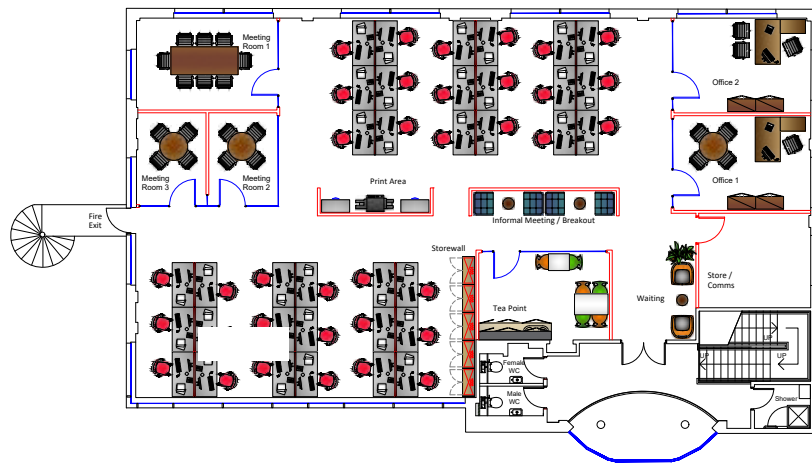 Meeting
Room 1
Office 2
Meeting
Room 3
Meeting
Room 2
Print Area
Office 1
Fire
Exit
Informal Meeting / Breakout
Storewall
Store /
Comms
Waiting
Tea Point
UP
UP
UP
Female
WC
Male
WC
Shower